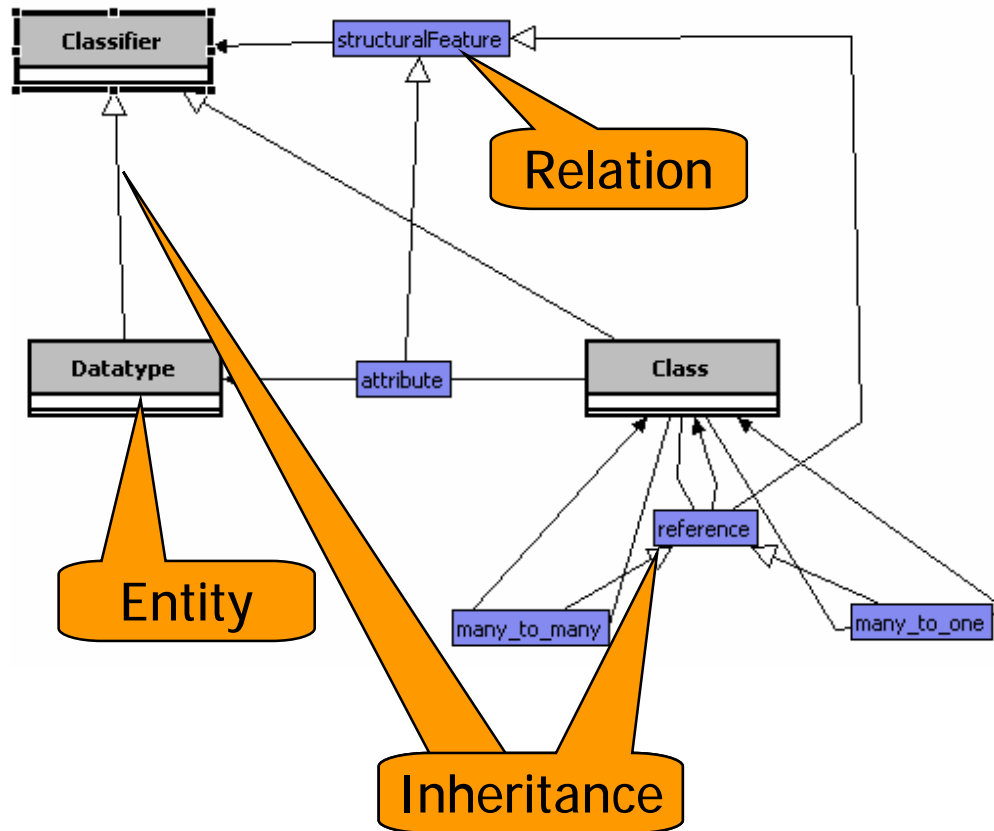 Classifier
structuralFeature
Relation
Datatype
attribute
Class
reference
Entity
many_to_many
many_to_one
Inheritance